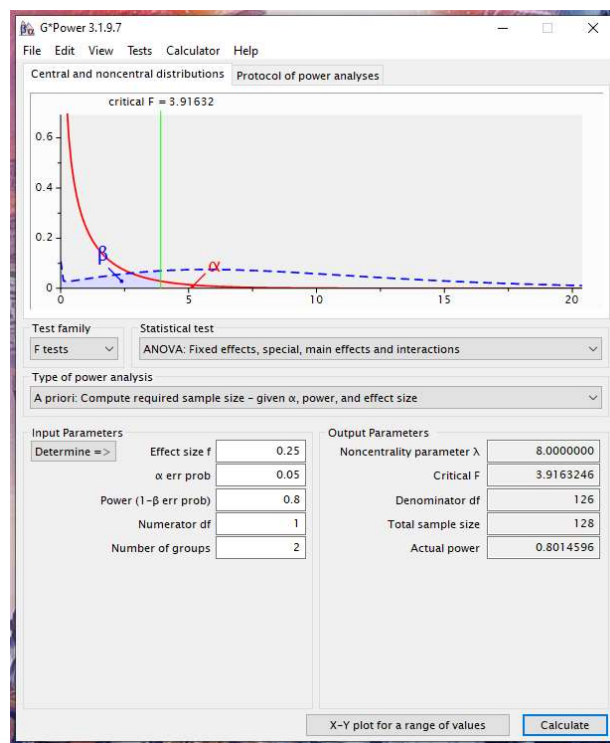 G*Power 3.1.9.7
File Edit View Tests Calculator Help
Central and noncentral distributions Protocol of power analyses
critical F = 3.91632
0.6
0.4
0.2
0
β
α
0 5 10 15 20
Test family Statistical test
F tests ANOVA: Fixed effects, special, main effects and interactions
Type of power analysis
A priori: Compute required sample size – given α, power, and effect size
Input Parameters Output Parameters
Determine => Effect size f 0.25 Noncentrality parameter λ 8.0000000
α err prob 0.05 Critical F 3.9163246
Power (1-β err prob) 0.8 Denominator df 126
Numerator df 1 Total sample size 128
Number of groups 2 Actual power 0.8014596
X-Y plot for a range of values Calculate